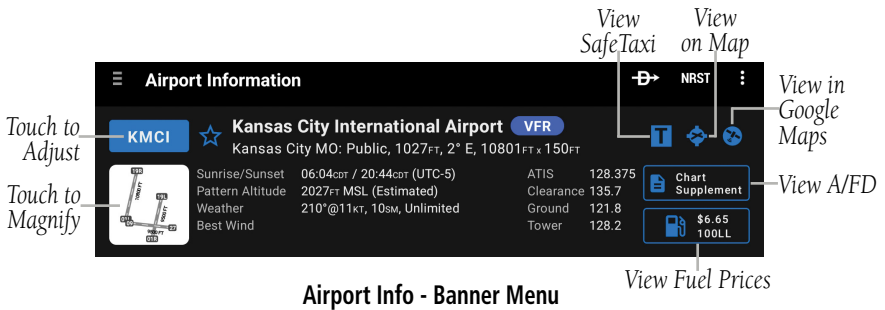 View
SafeTaxi
View
on Map
Airport Information
D
NRST
View in
Google
Maps
Touch to
Adjust
KMCI
Kansas City International Airport VFR
Kansas City MO: Public, 1027FT, 2° E, 10801FT x 150FT
T
Touch to
Magnify
Sunrise/Sunset 06:04CDT / 20:44CDT (UTC-5)
Pattern Altitude 2027FT MSL (Estimated)
Weather 210°@11KT, 10SM, Unlimited
Best Wind
ATIS 128.375
Clearance 135.7
Ground 121.8
Tower 128.2
Chart
Supplement
View A/FD
$6.65
100LL
View Fuel Prices
19L
27
01R
Airport Info - Banner Menu